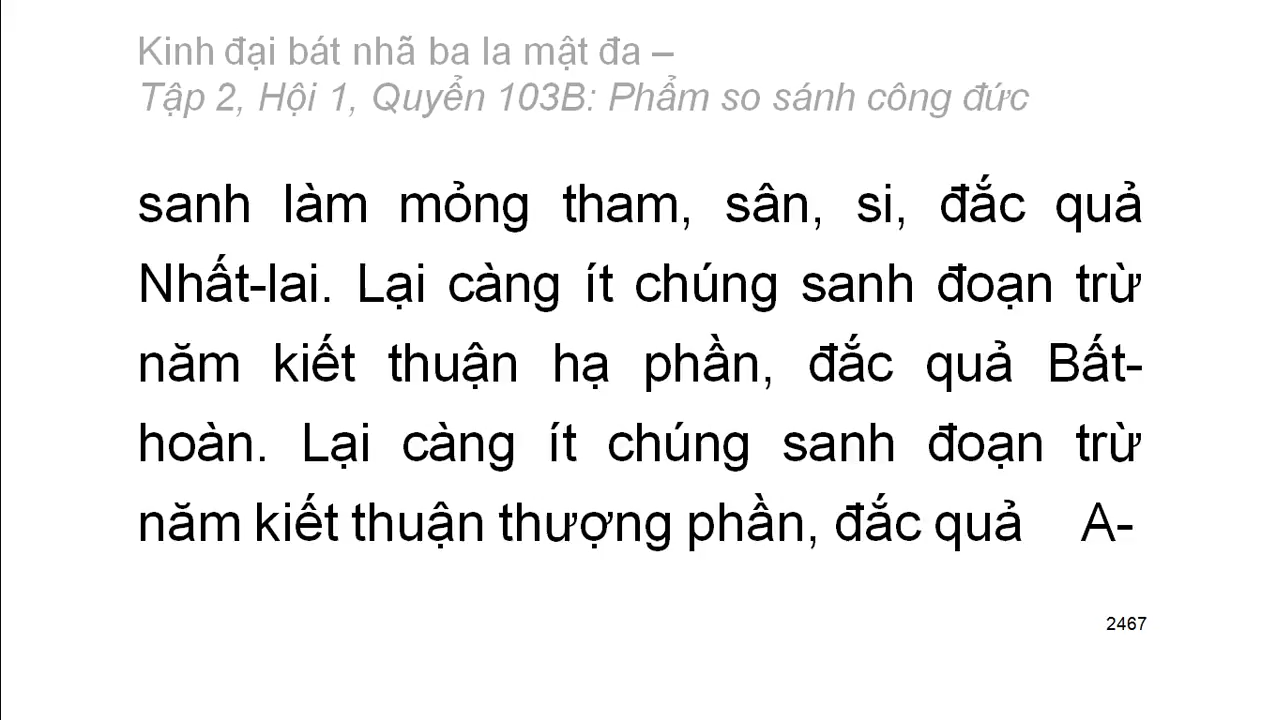 Kinh đại bát nhã ba la mật đa –
Tập 2, Hội 1, Quyển 103B: Phẩm so sánh công đức
sanh làm mỏng tham, sân, si, đắc quả
Nhất-lai. Lại càng ít chúng sanh đoạn trừ
năm kiết thuận hạ phần, đắc quả Bất-
hoàn. Lại càng ít chúng sanh đoạn trừ
năm kiết thuận thượng phần, đắc quả A-
2467